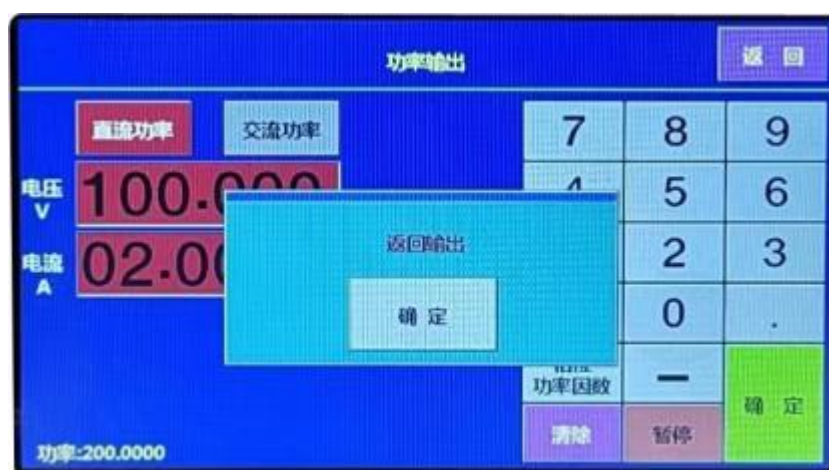 功率输出
返 回
直流功率
交流功率
7 8 9
电压
V
100.000
5 6
返回输出
电流
A
02.0
2 3
确 定
0 .
功率因数
—
确 定
清除
暂停
功率:200.0000